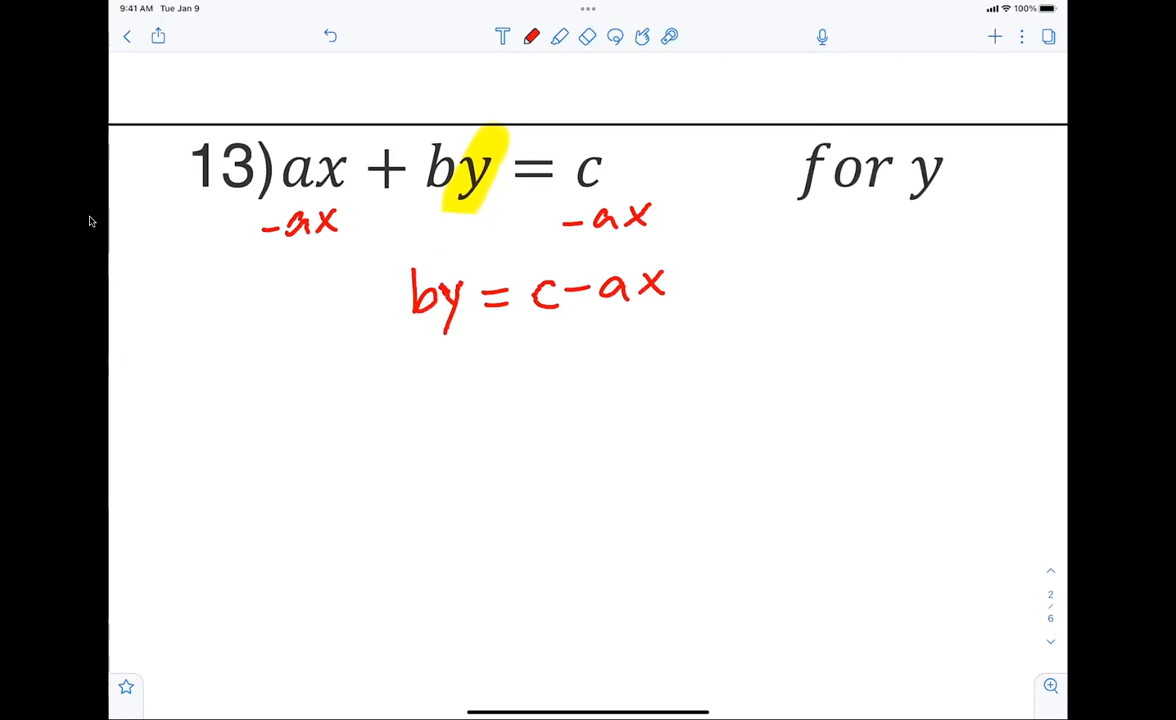 9:41 AM Tue Jan 9
100%
T
13) ax + by = c for y
-ax -ax
by = c - ax
2
/
6